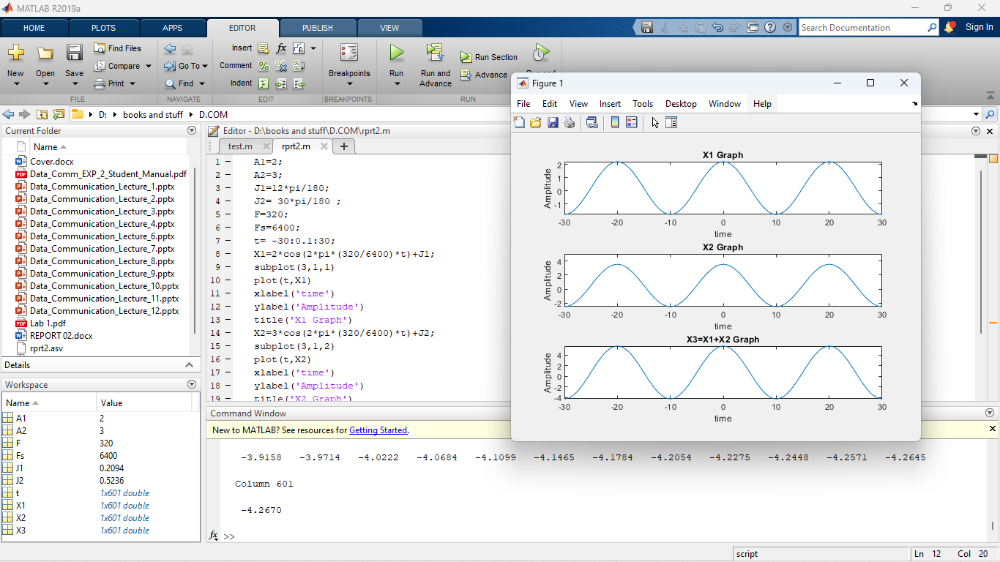 MATLAB R2019a
HOME PLOTS APPS EDITOR PUBLISH VIEW
Search Documentation
Sign In
New Open Save
Find Files
Compare
Print
FILE
Go To
Find
NAVIGATE
Insert
Comment
Indent
EDIT
Breakpoints
BREAKPOINTS
Run
Run and
Advance
Run Section
Advance
RUN
D: books and stuff D.COM
Current Folder
Name
Cover.docx
Data_Comm_EXP_2_Student_Manual.pdf
Data_Communication_Lecture_1.pptx
Data_Communication_Lecture_2.pptx
Data_Communication_Lecture_3.pptx
Data_Communication_Lecture_4.pptx
Data_Communication_Lecture_6.pptx
Data_Communication_Lecture_7.pptx
Data_Communication_Lecture_8.pptx
Data_Communication_Lecture_9.pptx
Data_Communication_Lecture_10.pptx
Data_Communication_Lecture_11.pptx
Data_Communication_Lecture_12.pptx
Lab 1.pdf
REPORT 02.docx
rprt2.asv
Details
Workspace
Name Value
A1 2
A2 3
F 320
Fs 6400
J1 0.2094
J2 0.5236
t 1x601 double
X1 1x601 double
X2 1x601 double
X3 1x601 double
Editor - D:\books and stuff\D.COM\rprt2.m
test.m rprt2.m
1 A1=2;
2 A2=3;
3 J1=12*pi/180;
4 J2= 30*pi/180 ;
5 F=320;
6 Fs=6400;
7 t= -30:0.1:30;
8 X1=2*cos(2*pi*(320/6400)*t)+J1;
9 subplot(3,1,1)
10 plot(t,X1)
11 xlabel('time')
12 ylabel('Amplitude')
13 title('X1 Graph')
14 X2=3*cos(2*pi*(320/6400)*t)+J2;
15 subplot(3,1,2)
16 plot(t,X2)
17 xlabel('time')
18 ylabel('Amplitude')
19 title('X2 Graph')
Figure 1
File Edit View Insert Tools Desktop Window Help
X1 Graph
Amplitude
2
1
0
-1
-30 -20 -10 0 10 20 30
time
X2 Graph
Amplitude
4
2
0
-2
-30 -20 -10 0 10 20 30
time
X3=X1+X2 Graph
Amplitude
4
2
0
-2
-4
-30 -20 -10 0 10 20 30
time
Command Window
New to MATLAB? See resources for Getting Started.
-3.9158 -3.9714 -4.0222 -4.0684 -4.1099 -4.1465 -4.1784 -4.2054 -4.2275 -4.2448 -4.2571 -4.2645
Column 601
-4.2670
fx >>
script
Ln 12 Col 20